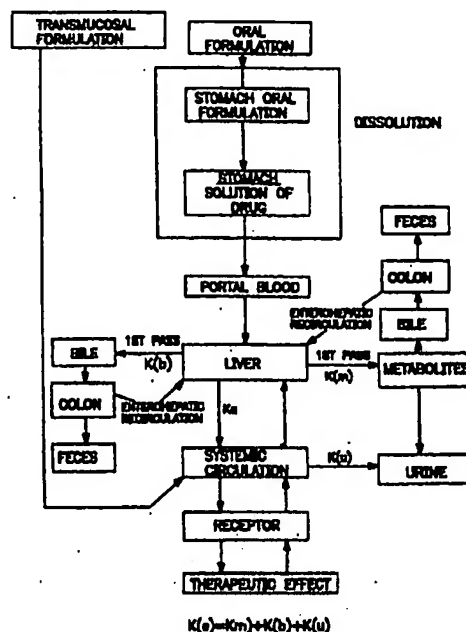 TRANSMUCOSAL
FORMULATION
ORAL
FORMULATION
STOMACH ORAL
FORMULATION
DISSOLUTION
STOMACH
SOLUTION OF
DRUG
FECES
COLON
PORTAL BLOOD
ENTEROHEPATIC
RECIRCULATION
BILE
1ST PASS
K(b)
BILE
LIVER
1ST PASS
K(m)
METABOLITES
COLON
ENTEROHEPATIC
RECIRCULATION
FECES
SYSTEMIC
CIRCULATION
K(u)
URINE
RECEPTOR
THERAPEUTIC EFFECT
K(e)=K(m)+K(b)+K(u)